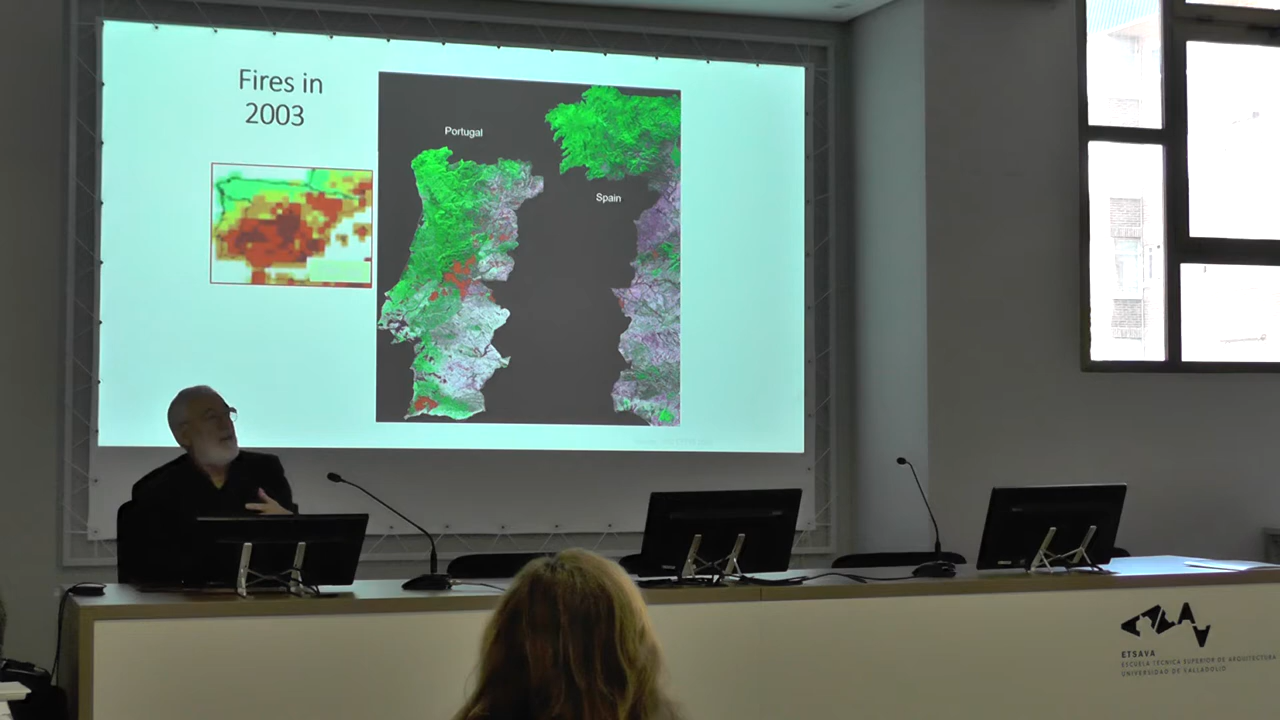 Fires in
2003
Portugal
Spain
ETSAVA
ESCUELA TÉCNICA SUPERIOR DE ARQUITECTURA
UNIVERSIDAD DE VALLADOLID